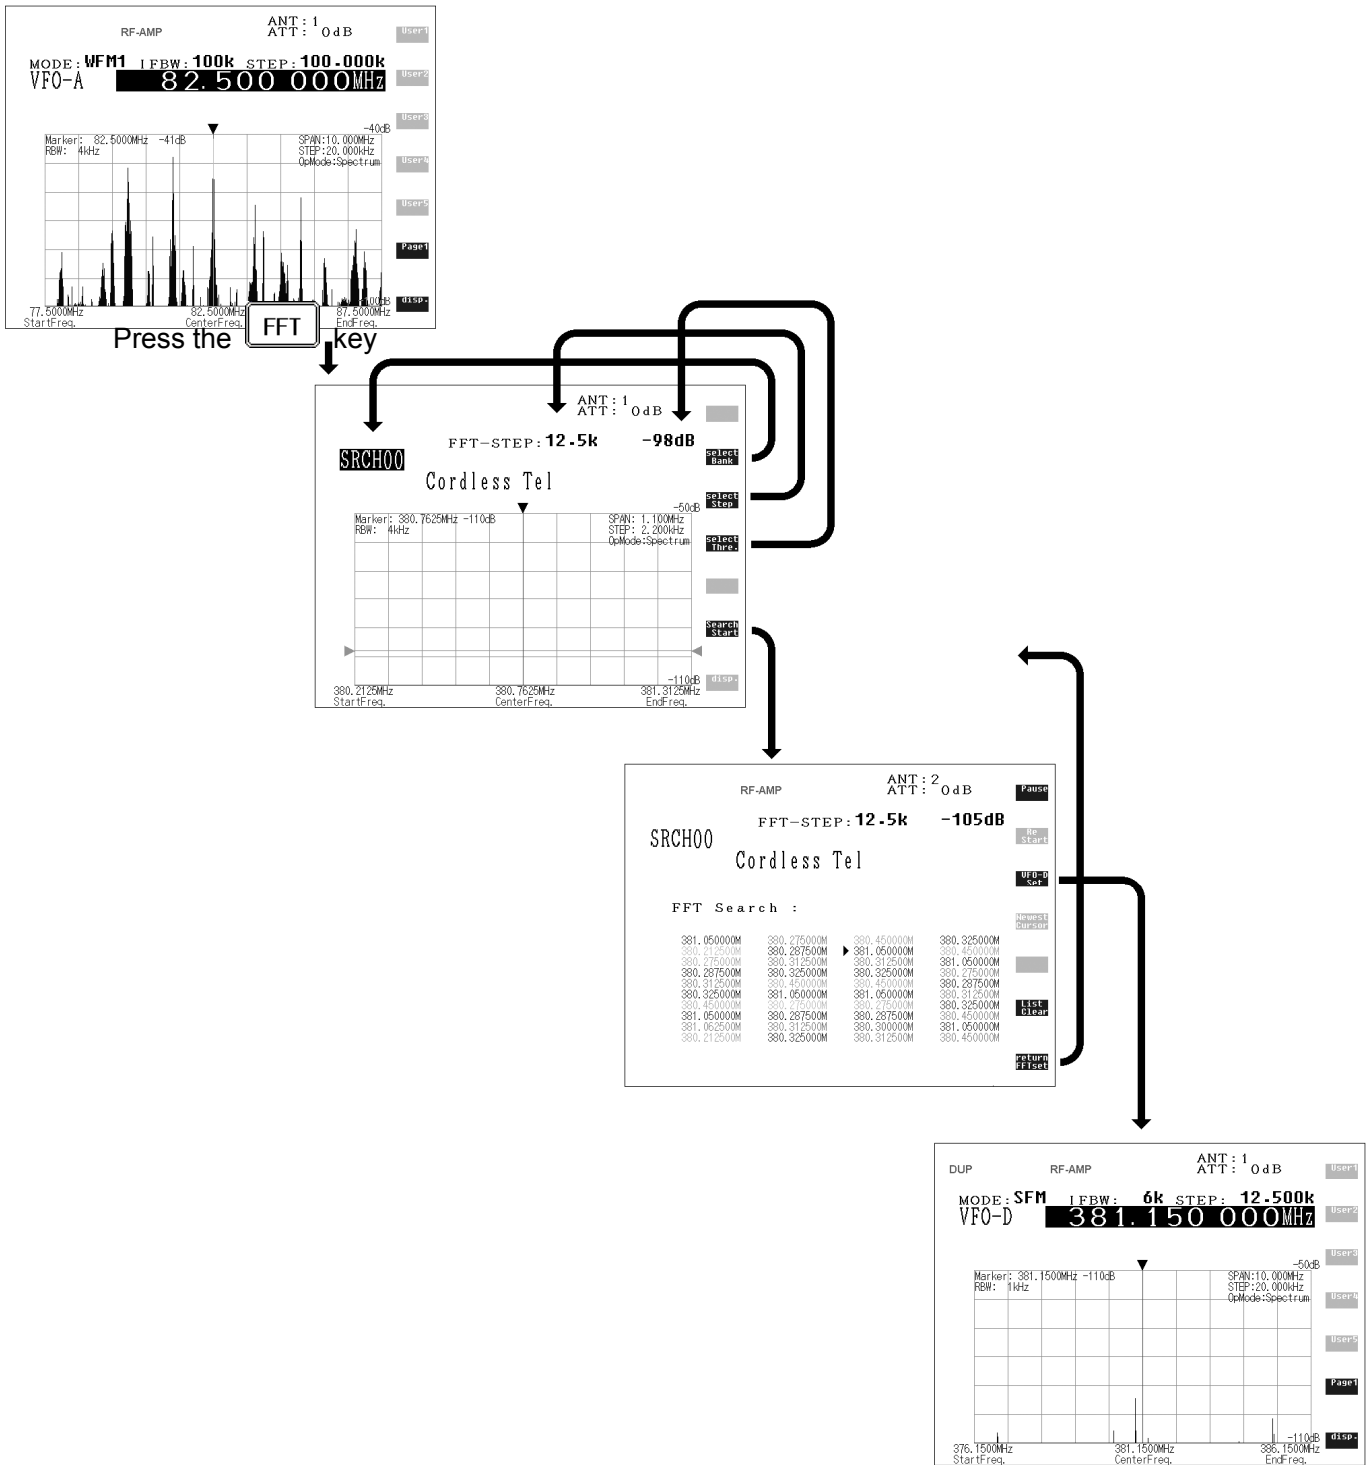 RF-AMP
ANT:1
ATT: 0dB
MODE:WFM1 IFBW:100k STEP:100.000k
VFO-A 82.500 000MHz
-40dB
Marker: 82.5000MHz -41dB
SPAN:10.000MHz
RBW: 4kHz
STEP:20.000kHz
OpMode:Spectrum
77.5000MHz
82.5000MHz
87.5000MHz
StartFreq.
CenterFreq.
EndFreq.
User1
User2
User3
User4
User5
Page1
disp.
Press the FFT key
ANT:1
ATT: 0dB
FFT-STEP:12.5k -98dB
SRCH00
Cordless Tel
-50dB
Marker: 380.7625MHz -110dB
SPAN: 1.100MHz
RBW: 4kHz
STEP: 2.200kHz
OpMode:Spectrum
-110dB
380.2125MHz
380.7625MHz
381.3125MHz
StartFreq.
CenterFreq.
EndFreq.
select
Bank
select
Step
select
Thre.
Search
Start
disp.
RF-AMP
ANT:2
ATT: 0dB
FFT-STEP:12.5k -105dB
SRCH00
Cordless Tel
FFT Search :
381.050000M 380.275000M 380.450000M 380.325000M
380.212500M 380.287500M 381.050000M 380.450000M
380.275000M 380.312500M 380.312500M 381.050000M
380.287500M 380.325000M 380.325000M 380.275000M
380.312500M 380.450000M 380.450000M 380.287500M
380.325000M 381.050000M 381.050000M 380.312500M
380.450000M 380.275000M 380.275000M 380.325000M
381.050000M 380.287500M 380.287500M 380.450000M
381.062500M 380.312500M 380.300000M 381.050000M
380.212500M 380.325000M 380.312500M 380.450000M
Pause
Re
Start
VFO-D
Set
Newest
Cursor
List
Clear
return
FFTset
DUP
RF-AMP
ANT:1
ATT: 0dB
MODE:SFM IFBW: 6k STEP: 12.500k
VFO-D 381.150 000MHz
-50dB
Marker: 381.1500MHz -110dB
SPAN:10.000MHz
RBW: 1kHz
STEP:20.000kHz
OpMode:Spectrum
-110dB
376.1500MHz
381.1500MHz
386.1500MHz
StartFreq.
CenterFreq.
EndFreq.
User1
User2
User3
User4
User5
Page1
disp.